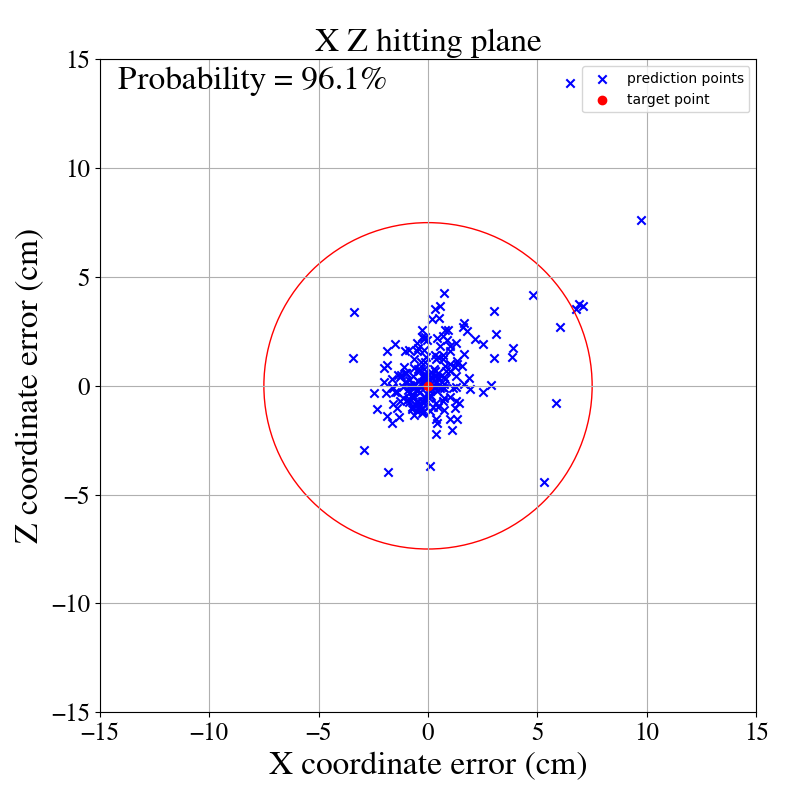 X Z hitting plane
Probability = 96.1%
prediction points
target point
15
10
5
0
−5
−10
−15
Z coordinate error (cm)
−15 −10 −5 0 5 10 15
X coordinate error (cm)